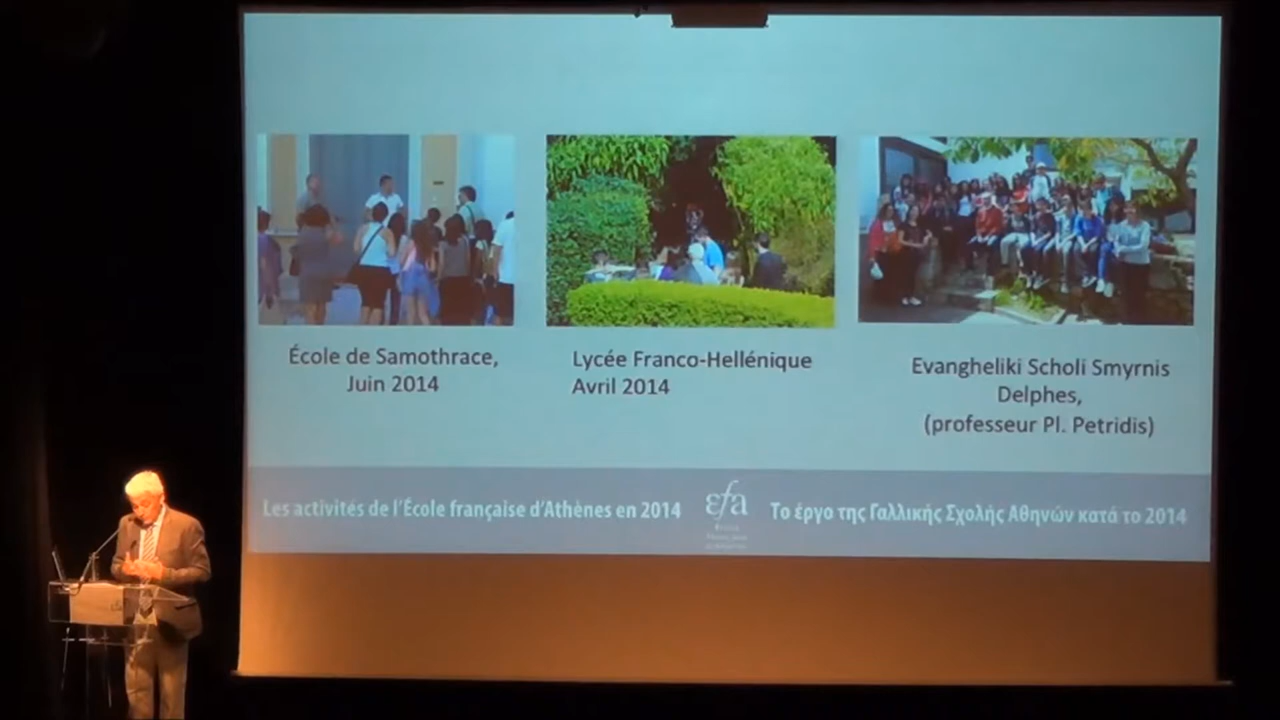 École de Samothrace,
Juin 2014
Lycée Franco-Hellénique
Avril 2014
Evangheliki Scholi Smyrnis
Delphes,
(professeur Pl. Petridis)
Les activités de l'École française d'Athènes en 2014
εfa
Το έργο της Γαλλικής Σχολής Αθηνών κατά το 2014